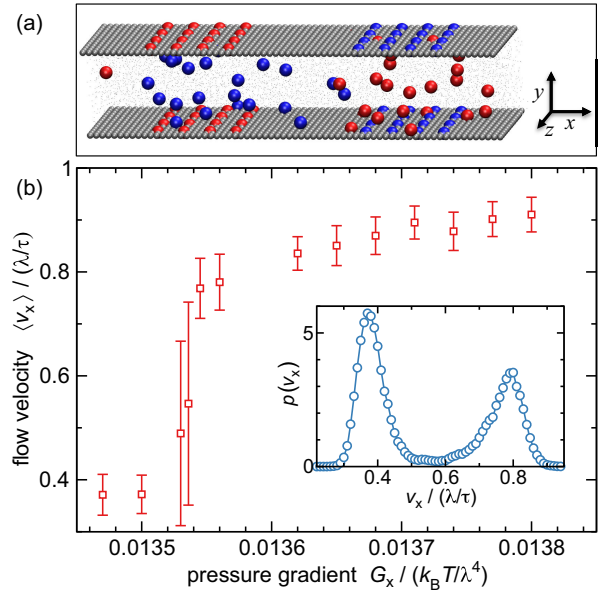 (a)
y
z
x
(b)
1
0.8
0.6
0.4
flow velocity ⟨vₓ⟩ / (λ/τ)
5
0
p(vₓ)
0.4
0.6
0.8
vₓ / (λ/τ)
0.0135
0.0136
0.0137
0.0138
pressure gradient Gₓ / (k_BT/λ⁴)